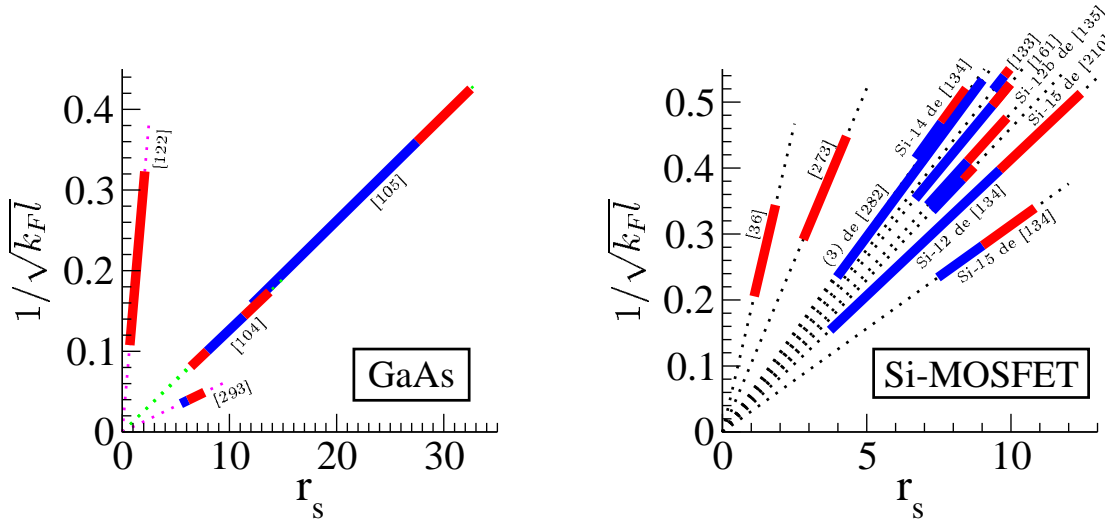 0.4
0.3
0.2
0.1
0
0
10
20
30
1/√k_F l
r_s
[122]
[105]
[104]
[293]
GaAs
0.5
0.4
0.3
0.2
0.1
0
0
5
10
1/√k_F l
r_s
[36]
[273]
(3) de [282]
Si-14 de [134]
[133]
[161]
Si-12b de [135]
Si-15 de [210]
Si-12 de [134]
Si-15 de [134]
Si-MOSFET